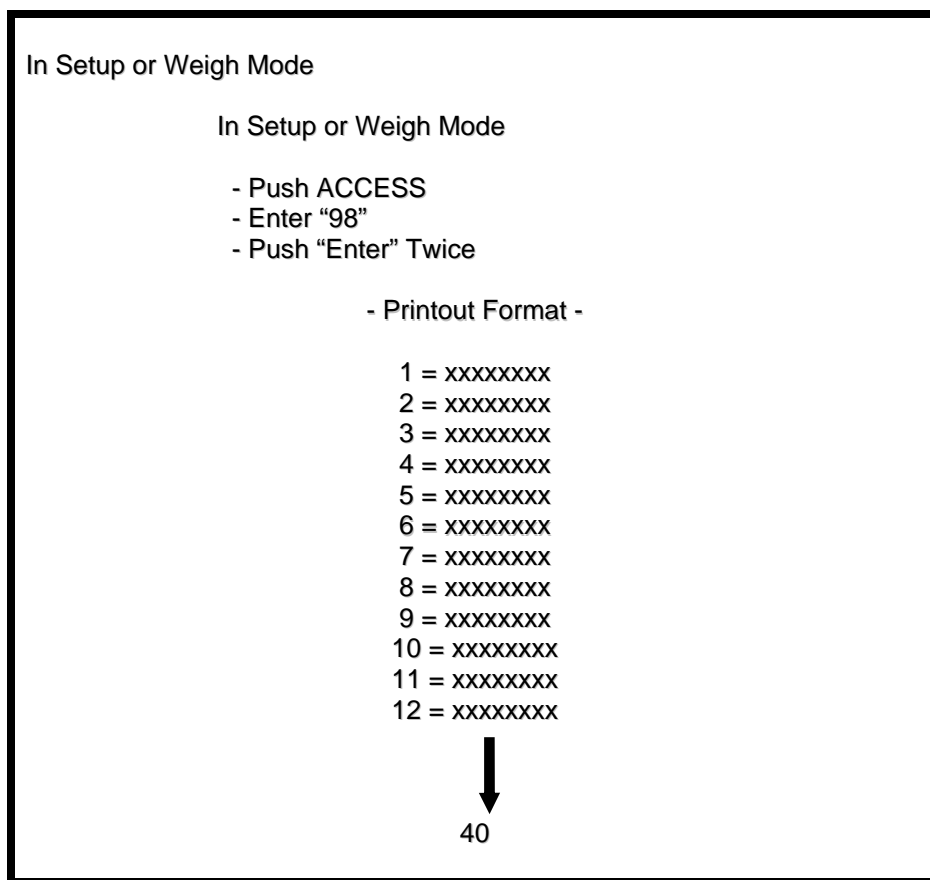 In Setup or Weigh Mode
In Setup or Weigh Mode
- Push ACCESS
- Enter “98”
- Push “Enter” Twice
- Printout Format -
1 = xxxxxxxx
2 = xxxxxxxx
3 = xxxxxxxx
4 = xxxxxxxx
5 = xxxxxxxx
6 = xxxxxxxx
7 = xxxxxxxx
8 = xxxxxxxx
9 = xxxxxxxx
10 = xxxxxxxx
11 = xxxxxxxx
12 = xxxxxxxx
40